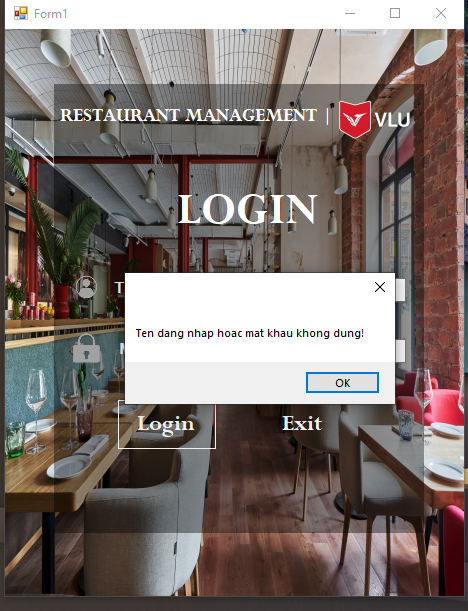 Form1
RESTAURANT MANAGEMENT |
VLU
LOGIN
T
Ten dang nhap hoac mat khau khong dung!
OK
Login
Exit